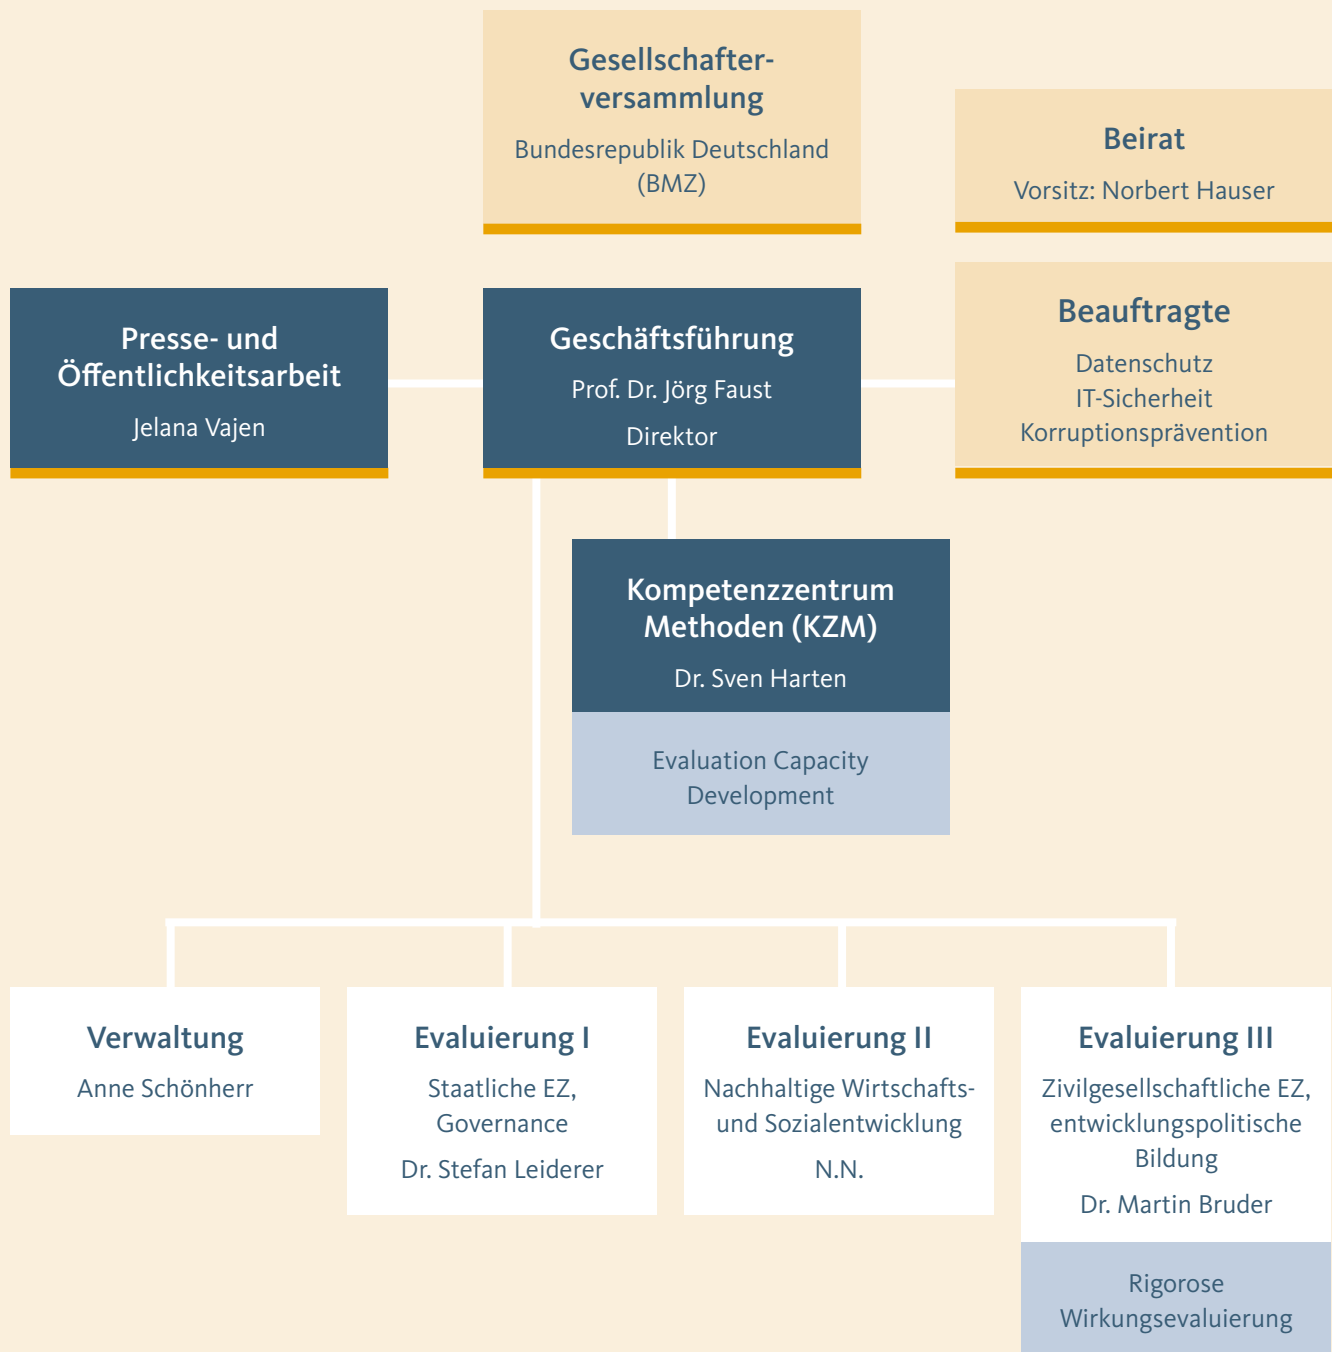 Gesellschafter-
versammlung
Bundesrepublik Deutschland
(BMZ)
Beirat
Vorsitz: Norbert Hauser
Presse- und
Öffentlichkeitsarbeit
Jelana Vajen
Geschäftsführung
Prof. Dr. Jörg Faust
Direktor
Beauftragte
Datenschutz
IT-Sicherheit
Korruptionsprävention
Kompetenzzentrum
Methoden (KZM)
Dr. Sven Harten
Evaluation Capacity
Development
Verwaltung
Anne Schönherr
Evaluierung I
Staatliche EZ,
Governance
Dr. Stefan Leiderer
Evaluierung II
Nachhaltige Wirtschafts-
und Sozialentwicklung
N.N.
Evaluierung III
Zivilgesellschaftliche EZ,
entwicklungspolitische
Bildung
Dr. Martin Bruder
Rigorose
Wirkungsevaluierung